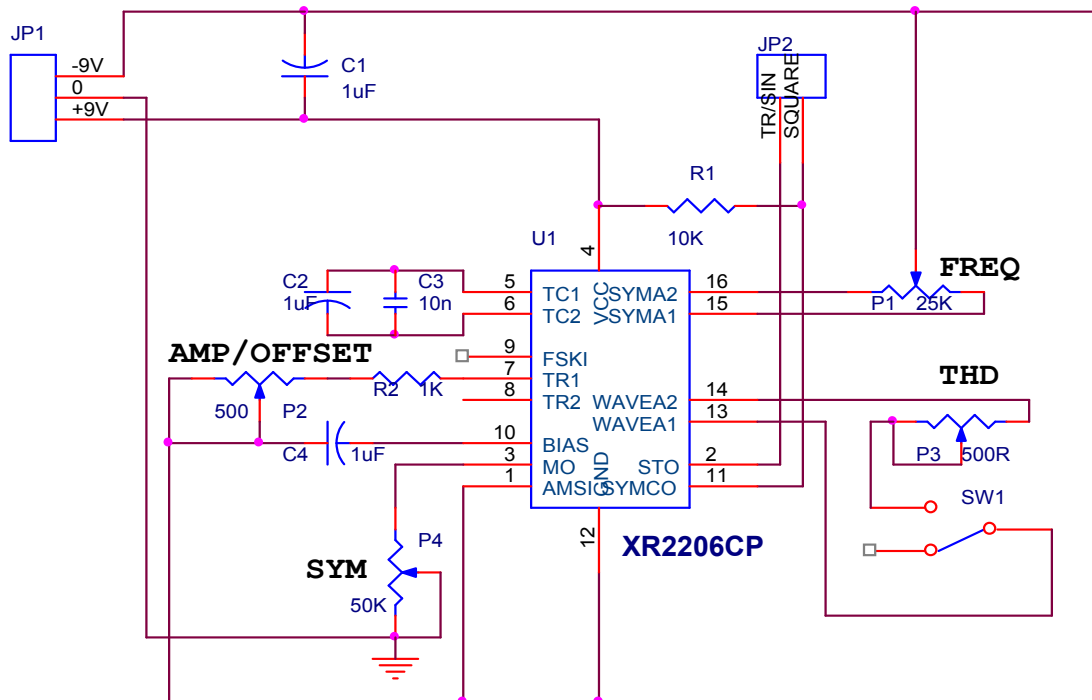 JP1
-9V
0
+9V
C1
1uF
JP2
TR/SIN
SQUARE
R1
10K
U1
4
VCC
C2
1uF
C3
10n
5
TC1
6
TC2
9
FSKI
7
TR1
8
TR2
10
BIAS
3
MO
1
AMSI
GND
12
SYMA2
16
SYMA1
15
WAVEA2
14
WAVEA1
13
STO
2
SYMCO
11
FREQ
P1
25K
AMP/OFFSET
500
P2
R2
1K
C4
1uF
THD
P3
500R
SW1
XR2206CP
P4
SYM
50K